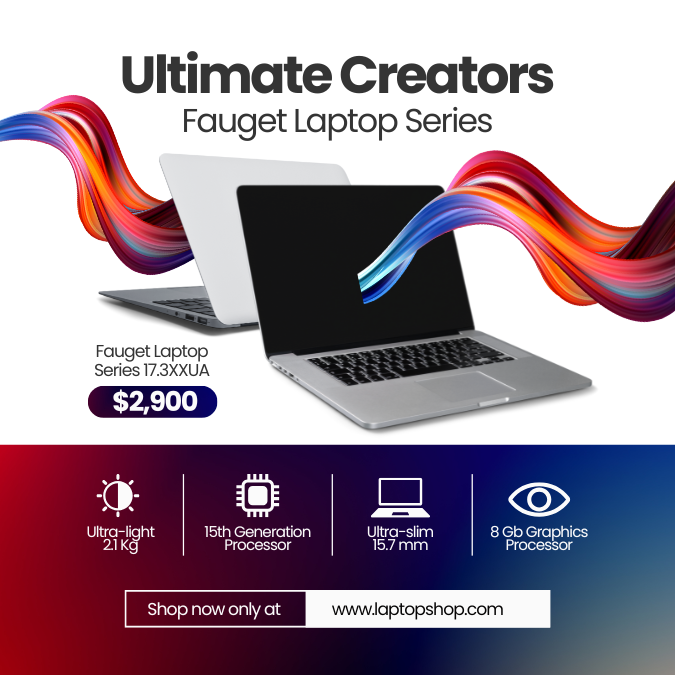 Ultimate Creators
Fauget Laptop Series
Fauget Laptop
Series 17.3XXUA
$2,900
Ultra-light
2.1 Kg
15th Generation
Processor
Ultra-slim
15.7 mm
8 Gb Graphics
Processor
Shop now only at
www.laptopshop.com